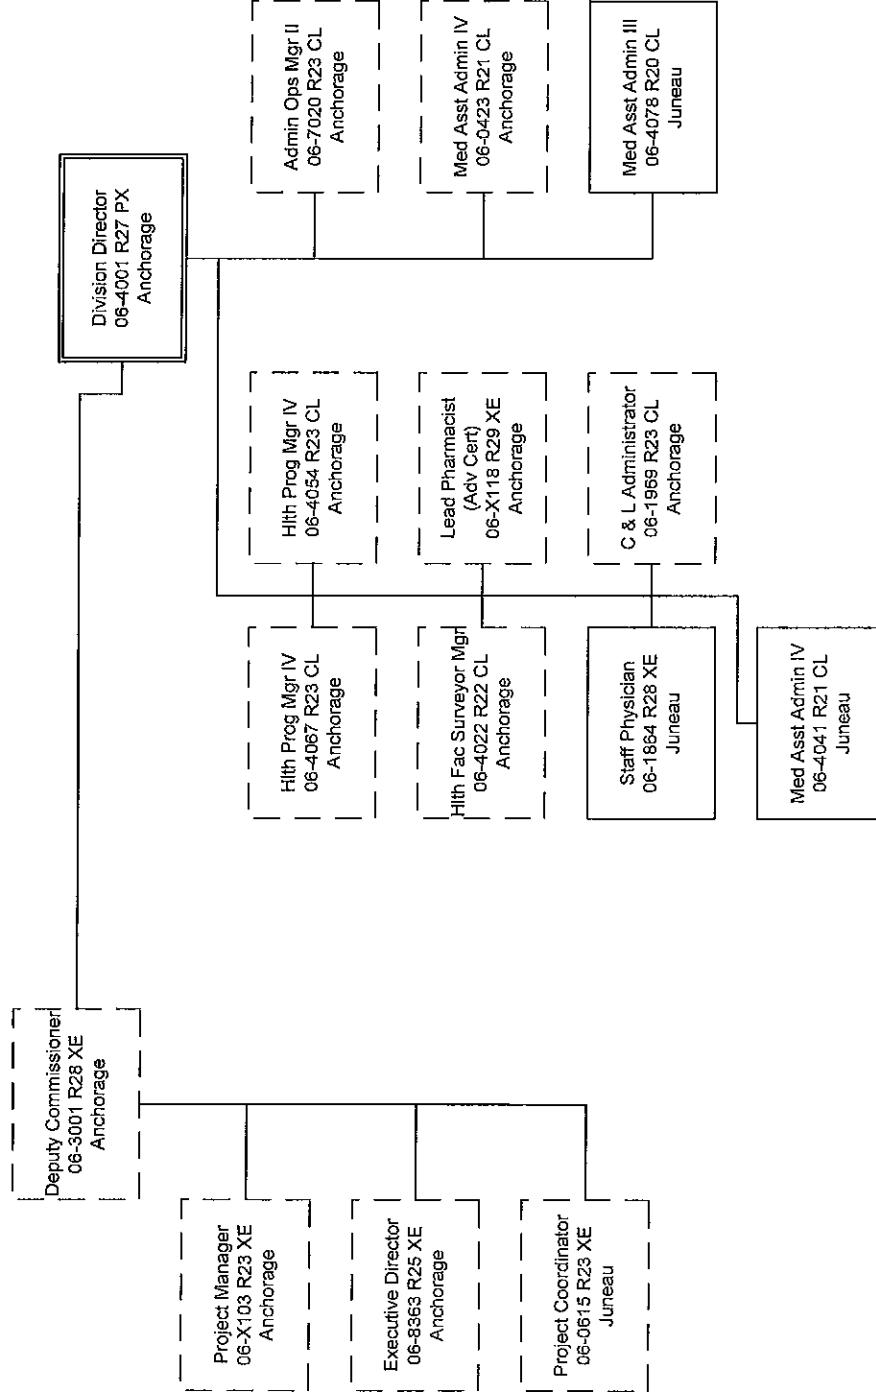 Deputy Commissioner
06-3001 R28 XE
Anchorage
Project Manager
06-X103 R23 XE
Anchorage
Executive Director
06-8363 R25 XE
Anchorage
Project Coordinator
06-0615 R23 XE
Juneau
Division Director
06-4001 R27 PX
Anchorage
Hlth Prog Mgr IV
06-4067 R23 CL
Anchorage
Hlth Prog Mgr IV
06-4054 R23 CL
Anchorage
Hlth Fac Surveyor Mgr
06-4022 R22 CL
Anchorage
Lead Pharmacist
(Adv Cert)
06-X118 R29 XE
Anchorage
Staff Physician
06-1864 R28 XE
Juneau
C & L Administrator
06-1969 R23 CL
Anchorage
Med Asst Admin IV
06-4041 R21 CL
Juneau
Admin Ops Mgr II
06-7020 R23 CL
Anchorage
Med Asst Admin IV
06-0423 R21 CL
Anchorage
Med Asst Admin III
06-4078 R20 CL
Juneau